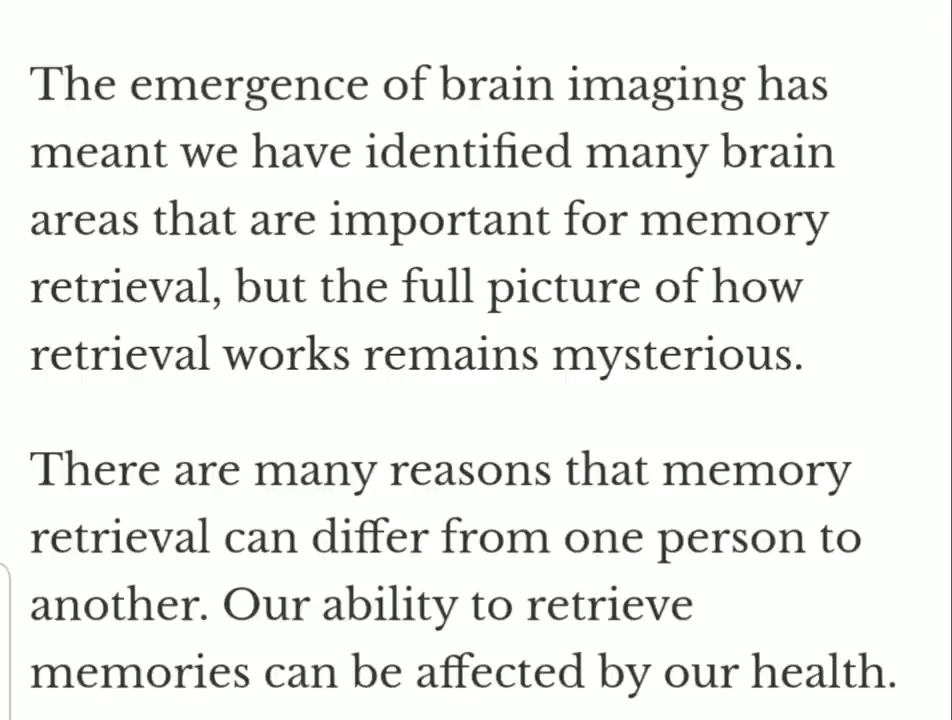 The emergence of brain imaging has
meant we have identified many brain
areas that are important for memory
retrieval, but the full picture of how
retrieval works remains mysterious.
There are many reasons that memory
retrieval can differ from one person to
another. Our ability to retrieve
memories can be affected by our health.